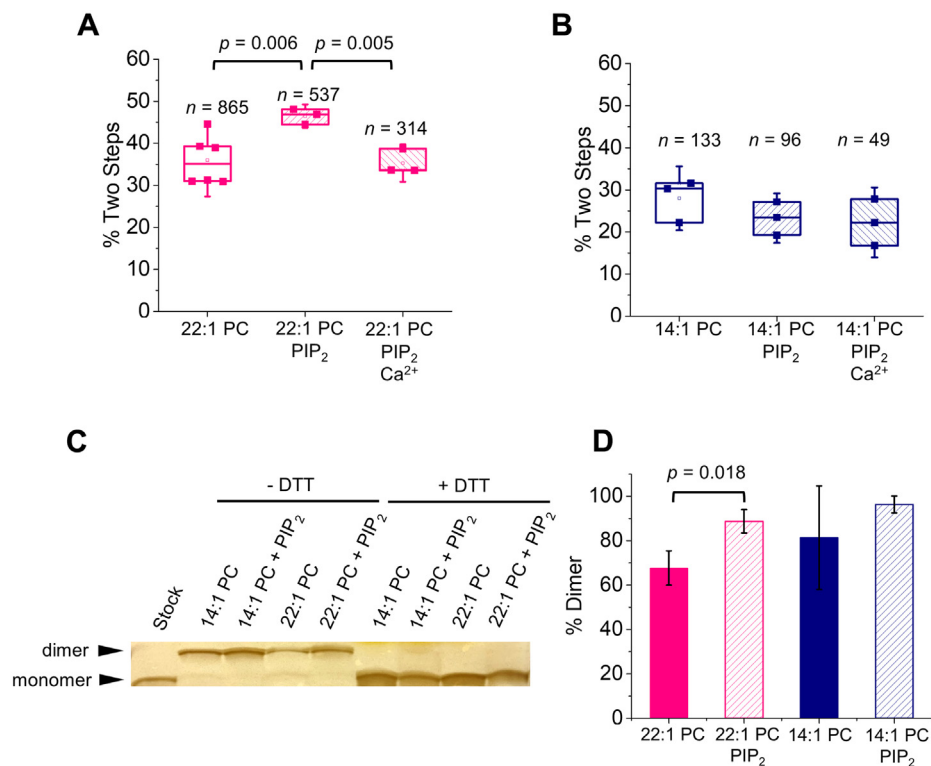 A
p = 0.006
p = 0.005
% Two Steps
60
50
40
30
20
10
0
n = 865
n = 537
n = 314
22:1 PC
22:1 PC
PIP₂
22:1 PC
PIP₂
Ca²⁺
B
% Two Steps
60
50
40
30
20
10
0
n = 133
n = 96
n = 49
14:1 PC
14:1 PC
PIP₂
14:1 PC
PIP₂
Ca²⁺
C
- DTT
+ DTT
Stock
14:1 PC
14:1 PC + PIP₂
22:1 PC
22:1 PC + PIP₂
14:1 PC
14:1 PC + PIP₂
22:1 PC
22:1 PC + PIP₂
dimer
monomer
D
p = 0.018
% Dimer
100
80
60
40
20
0
22:1 PC
22:1 PC
PIP₂
14:1 PC
14:1 PC
PIP₂